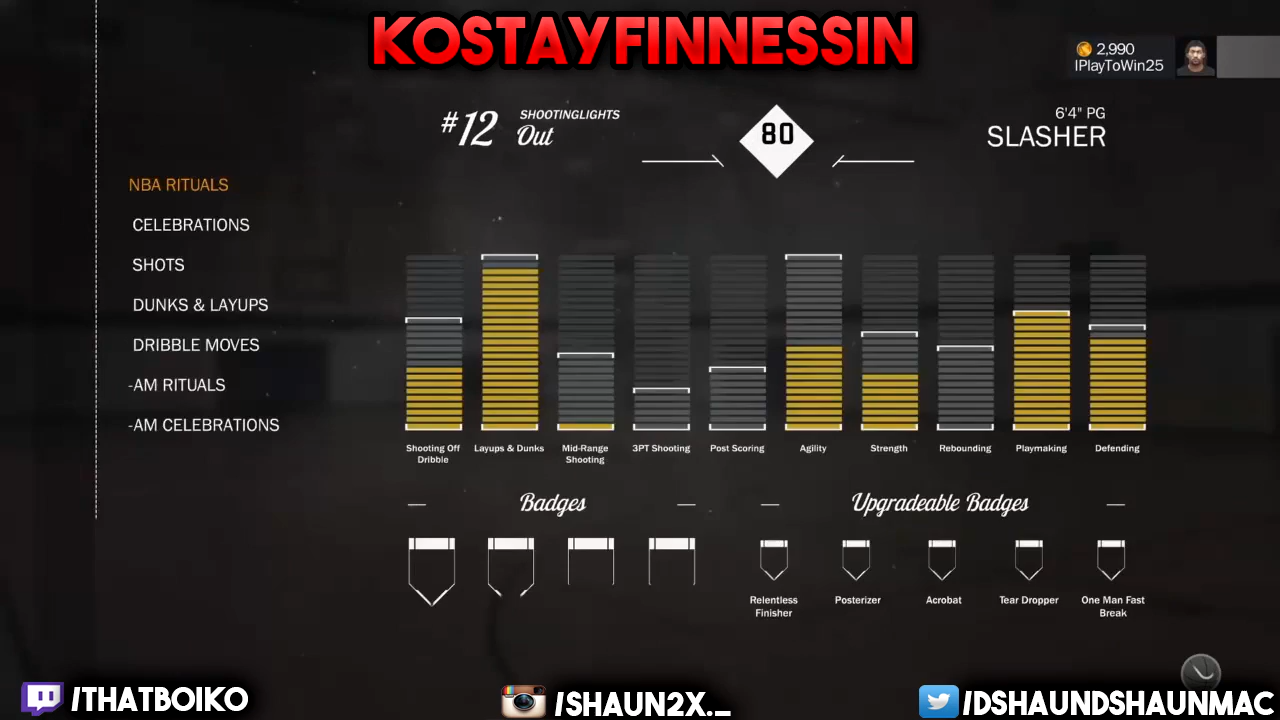 KOSTAYFINNESSIN
2,990
IPlayToWin25
#12 SHOOTINGLIGHTS
Out
80
6'4" PG
SLASHER
NBA RITUALS
CELEBRATIONS
SHOTS
DUNKS & LAYUPS
DRIBBLE MOVES
-AM RITUALS
-AM CELEBRATIONS
Shooting Off
Dribble
Layups & Dunks
Mid-Range
Shooting
3PT Shooting
Post Scoring
Agility
Strength
Rebounding
Playmaking
Defending
Badges
Upgradeable Badges
Relentless
Finisher
Posterizer
Acrobat
Tear Dropper
One Man Fast
Break
/THATBOIKO
/SHAUN2X._
/DSHAUNDSHAUNMAC